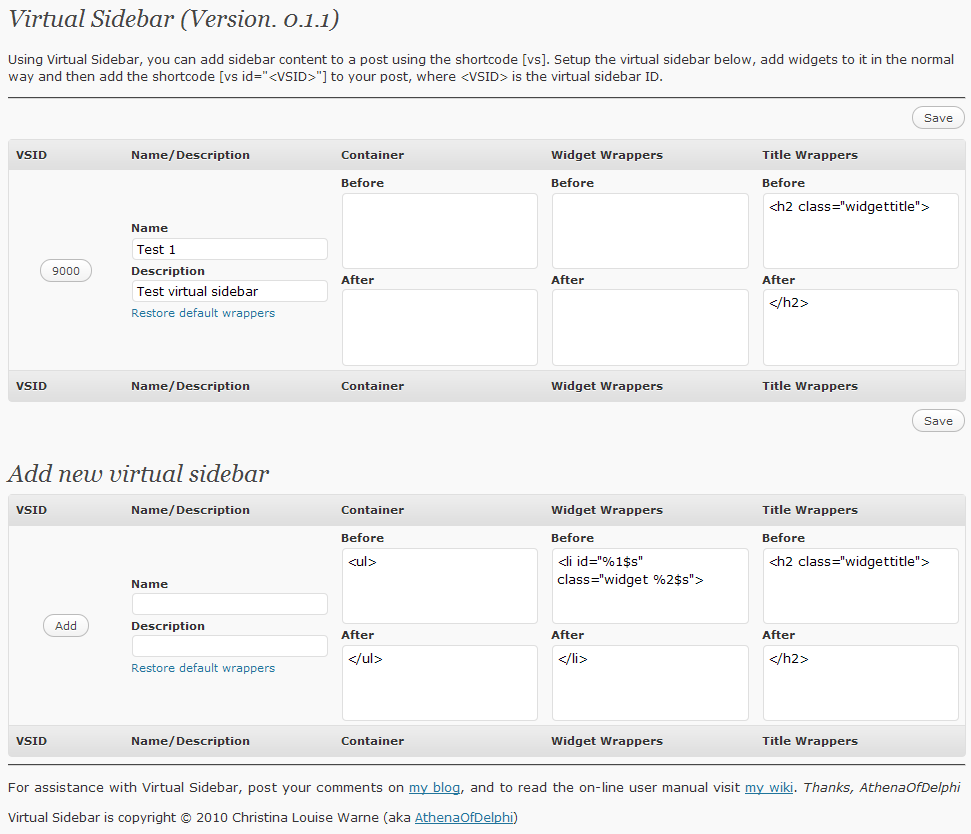 Virtual Sidebar (Version. 0.1.1)
Using Virtual Sidebar, you can add sidebar content to a post using the shortcode [vs]. Setup the virtual sidebar below, add widgets to it in the normal
way and then add the shortcode [vs id="<VSID>"] to your post, where <VSID> is the virtual sidebar ID.
Save
VSID Name/Description Container Widget Wrappers Title Wrappers
Before Before Before
<h2 class="widgettitle">
Name
Test 1
9000
Description
After After After
Test virtual sidebar
</h2>
Restore default wrappers
VSID Name/Description Container Widget Wrappers Title Wrappers
Save
Add new virtual sidebar
VSID Name/Description Container Widget Wrappers Title Wrappers
Before Before Before
<ul> <li id="%1$s" <h2 class="widgettitle">
class="widget %2$s">
Name
Add
Description
After After After
</ul> </li> </h2>
Restore default wrappers
VSID Name/Description Container Widget Wrappers Title Wrappers
For assistance with Virtual Sidebar, post your comments on my blog, and to read the on-line user manual visit my wiki. Thanks, AthenaOfDelphi
Virtual Sidebar is copyright © 2010 Christina Louise Warne (aka AthenaOfDelphi)